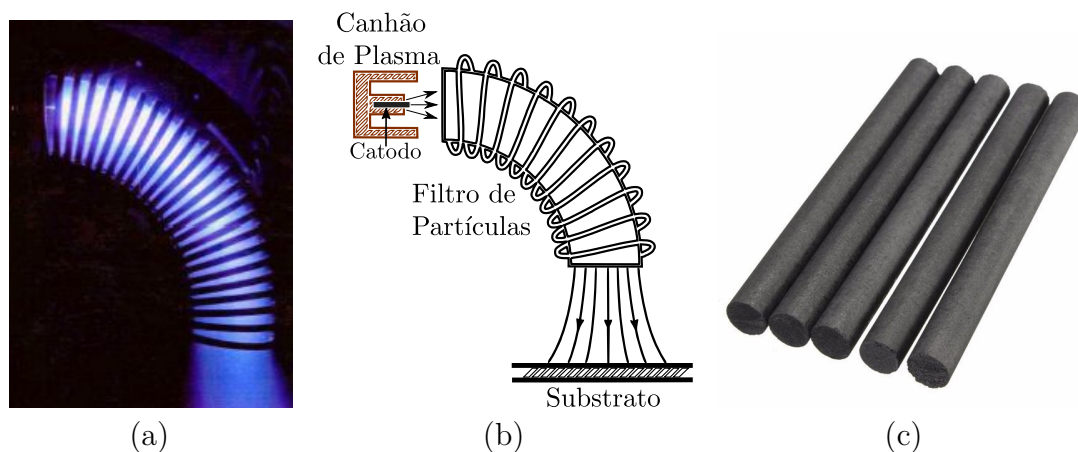 Canhão
de Plasma
Catodo
Filtro de
Partículas
Substrato
(a)
(b)
(c)